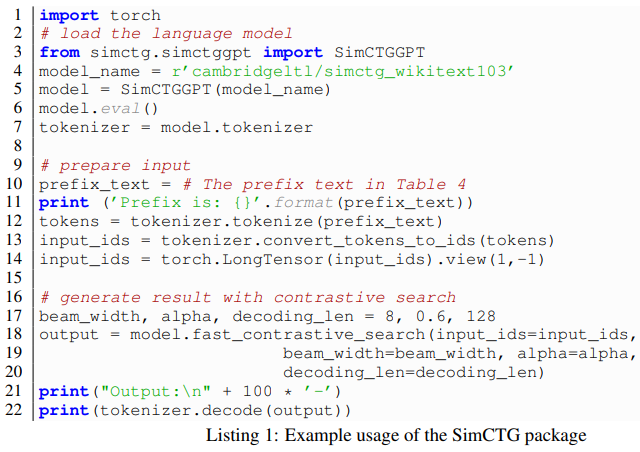 1 import torch
2 # load the language model
3 from simctg.simctggpt import SimCTGGPT
4 model_name = r'cambridgeltl/simctg_wikitext103'
5 model = SimCTGGPT(model_name)
6 model.eval()
7 tokenizer = model.tokenizer
8
9 # prepare input
10 prefix_text = # The prefix text in Table 4
11 print ('Prefix is: {}'.format(prefix_text))
12 tokens = tokenizer.tokenize(prefix_text)
13 input_ids = tokenizer.convert_tokens_to_ids(tokens)
14 input_ids = torch.LongTensor(input_ids).view(1,-1)
15
16 # generate result with contrastive search
17 beam_width, alpha, decoding_len = 8, 0.6, 128
18 output = model.fast_contrastive_search(input_ids=input_ids,
19 beam_width=beam_width, alpha=alpha,
20 decoding_len=decoding_len)
21 print("Output:\n" + 100 * '-')
22 print(tokenizer.decode(output))
Listing 1: Example usage of the SimCTG package